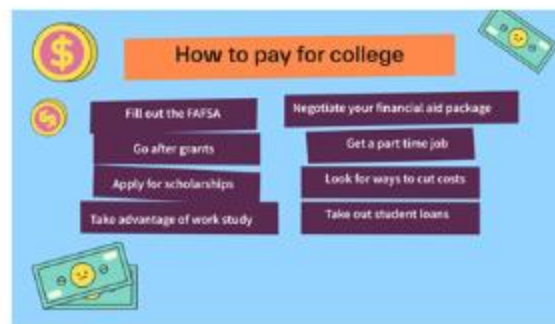 How to pay for college
Fill out the FAFSA
Go after grants
Apply for scholarships
Take advantage of work study
Negotiate your financial aid package
Get a part time job
Look for ways to cut costs
Take out student loans